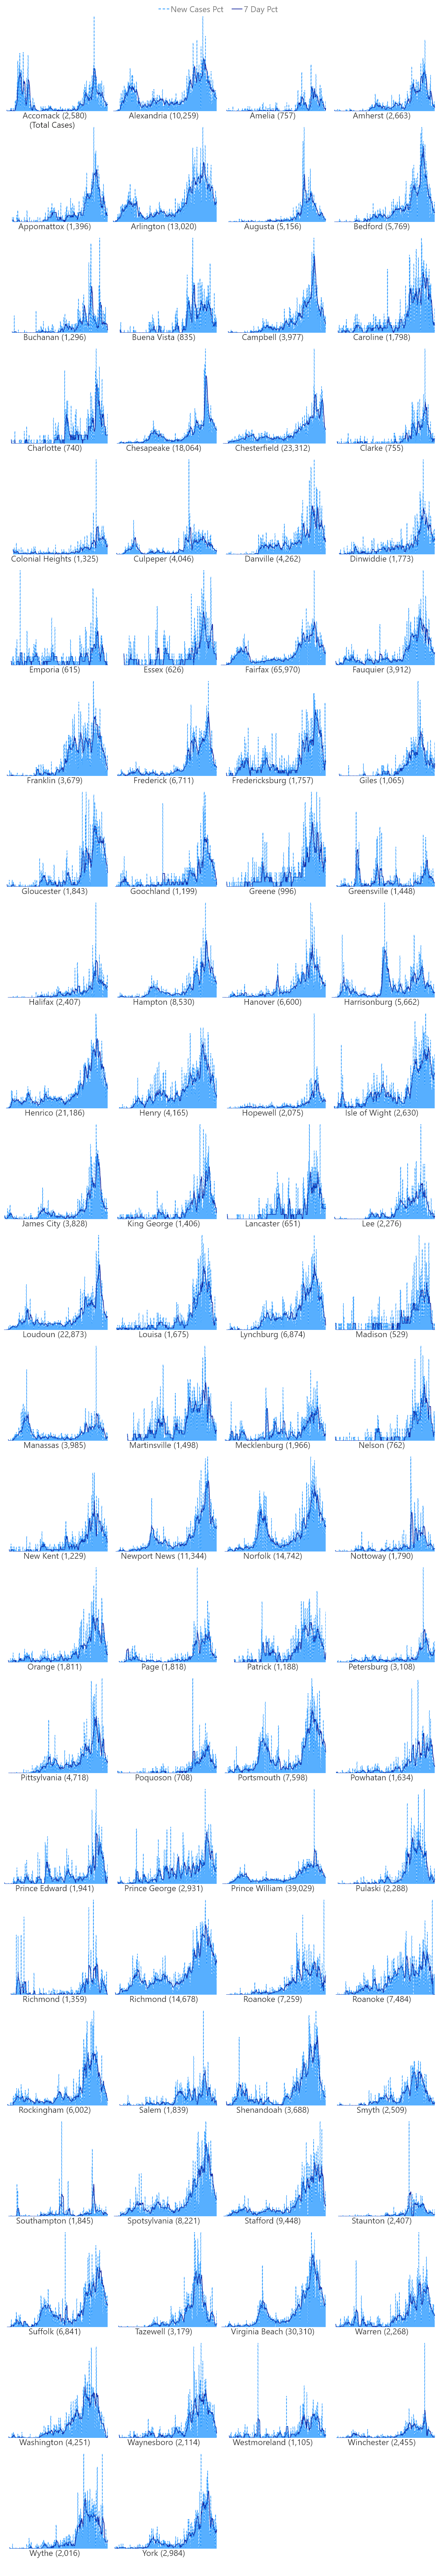 New Cases Pct 7 Day Pct
Accomack (2,580) Alexandria (10,259) Amelia (757) Amherst (2,663)
(Total Cases)
Appomattox (1,396) Arlington (13,020) Augusta (5,156) Bedford (5,769)
Buchanan (1,296) Buena Vista (835) Campbell (3,977) Caroline (1,798)
Charlotte (740) Chesapeake (18,064) Chesterfield (23,312) Clarke (755)
Colonial Heights (1,325) Culpeper (4,046) Danville (4,262) Dinwiddie (1,773)
Emporia (615) Essex (626) Fairfax (65,970) Fauquier (3,912)
Franklin (3,679) Frederick (6,711) Fredericksburg (1,757) Giles (1,065)
Gloucester (1,843) Goochland (1,199) Greene (996) Greensville (1,448)
Halifax (2,407) Hampton (8,530) Hanover (6,600) Harrisonburg (5,662)
Henrico (21,186) Henry (4,165) Hopewell (2,075) Isle of Wight (2,630)
James City (3,828) King George (1,406) Lancaster (651) Lee (2,276)
Loudoun (22,873) Louisa (1,675) Lynchburg (6,874) Madison (529)
Manassas (3,985) Martinsville (1,498) Mecklenburg (1,966) Nelson (762)
New Kent (1,229) Newport News (11,344) Norfolk (14,742) Nottoway (1,790)
Orange (1,811) Page (1,818) Patrick (1,188) Petersburg (3,108)
Pittsylvania (4,718) Poquoson (708) Portsmouth (7,598) Powhatan (1,634)
Prince Edward (1,941) Prince George (2,931) Prince William (39,029) Pulaski (2,288)
Richmond (1,359) Richmond (14,678) Roanoke (7,259) Roanoke (7,484)
Rockingham (6,002) Salem (1,839) Shenandoah (3,688) Smyth (2,509)
Southampton (1,845) Spotsylvania (8,221) Stafford (9,448) Staunton (2,407)
Suffolk (6,841) Tazewell (3,179) Virginia Beach (30,310) Warren (2,268)
Washington (4,251) Waynesboro (2,114) Westmoreland (1,105) Winchester (2,455)
Wythe (2,016) York (2,984)